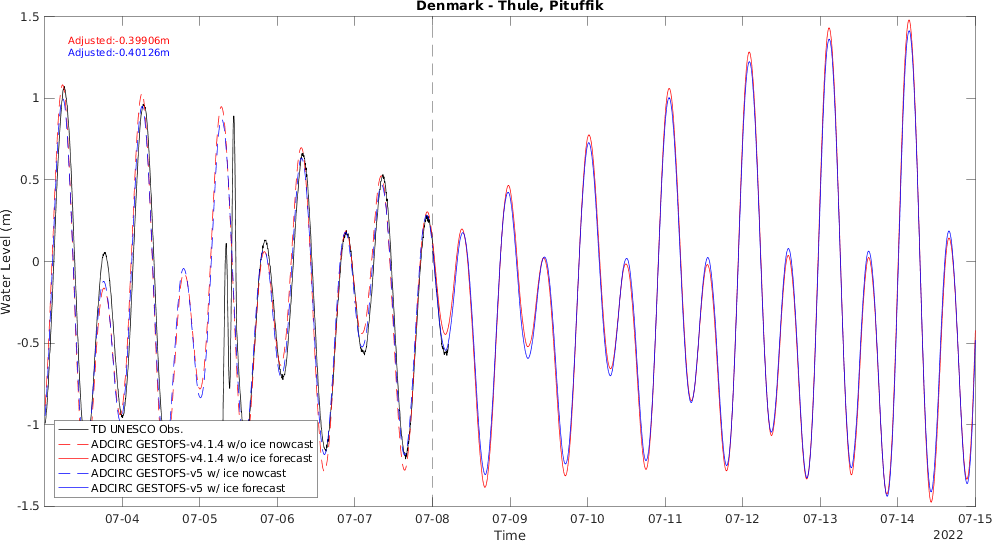 Denmark - Thule, Pituffik
Adjusted:-0.39906m
Adjusted:-0.40126m
1.5
1
0.5
0
-0.5
-1
-1.5
Water Level (m)
TD UNESCO Obs.
ADCIRC GESTOFS-v4.1.4 w/o ice nowcast
ADCIRC GESTOFS-v4.1.4 w/o ice forecast
ADCIRC GESTOFS-v5 w/ ice nowcast
ADCIRC GESTOFS-v5 w/ ice forecast
07-04 07-05 07-06 07-07 07-08 07-09 07-10 07-11 07-12 07-13 07-14 07-15
Time
2022